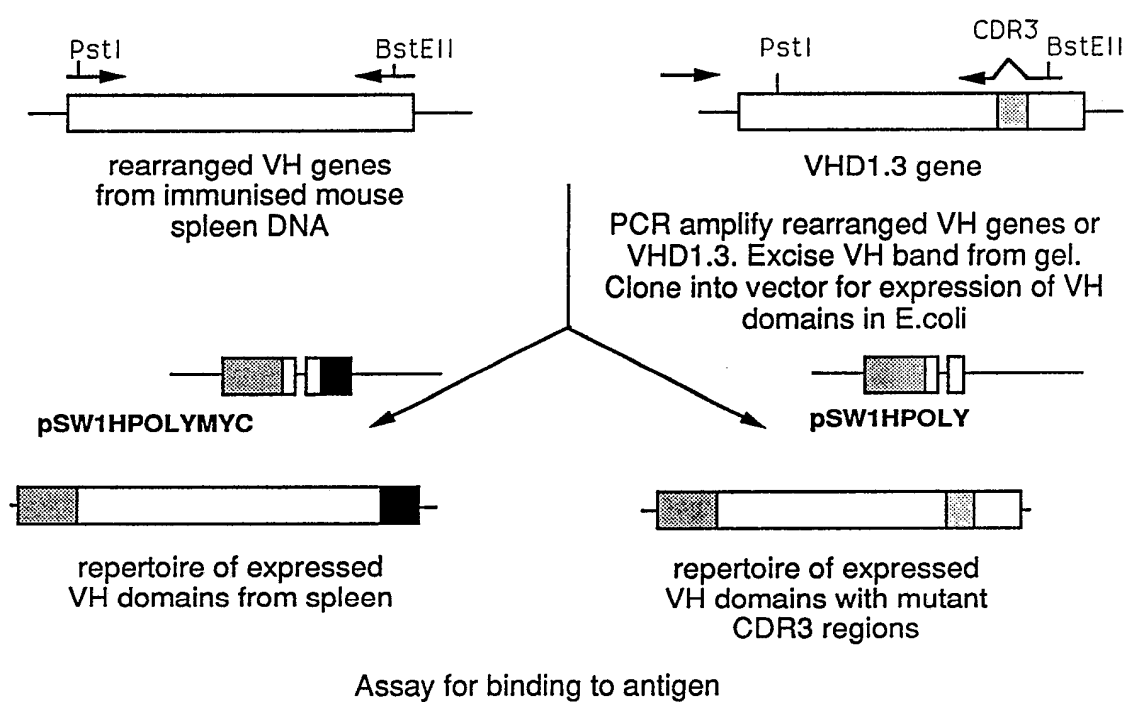 PstI
BstEII
rearranged VH genes
from immunised mouse
spleen DNA
PstI
CDR3
BstEII
VHD1.3 gene
PCR amplify rearranged VH genes or
VHD1.3. Excise VH band from gel.
Clone into vector for expression of VH
domains in E.coli
pSW1HPOLYMYC
pSW1HPOLY
repertoire of expressed
VH domains from spleen
repertoire of expressed
VH domains with mutant
CDR3 regions
Assay for binding to antigen